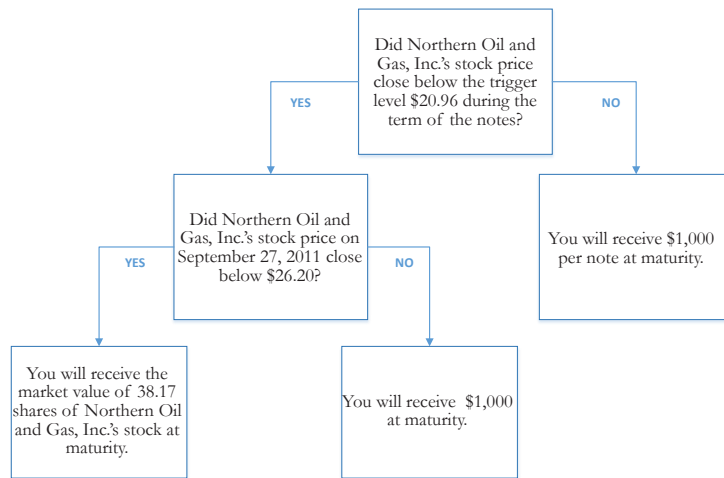 Did Northern Oil and
Gas, Inc.'s stock price
close below the trigger
level $20.96 during the
term of the notes?
YES
NO
Did Northern Oil and
Gas, Inc.'s stock price on
September 27, 2011 close
below $26.20?
You will receive $1,000
per note at maturity.
YES
NO
You will receive the
market value of 38.17
shares of Northern Oil
and Gas, Inc.'s stock at
maturity.
You will receive $1,000
at maturity.